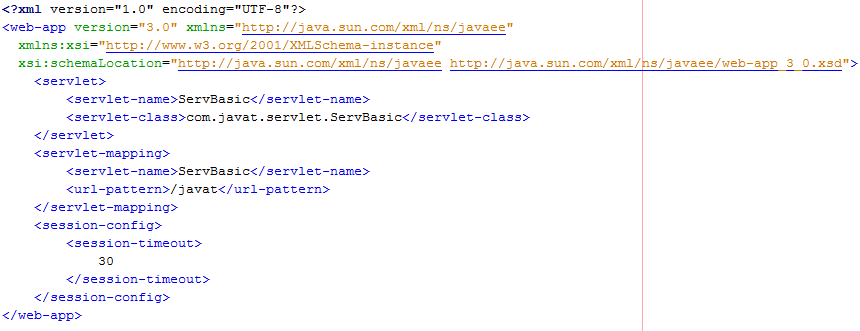 <?xml version="1.0" encoding="UTF-8"?>
<web-app version="3.0" xmlns="http://java.sun.com/xml/ns/javaee"
xmlns:xsi="http://www.w3.org/2001/XMLSchema-instance"
xsi:schemaLocation="http://java.sun.com/xml/ns/javaee http://java.sun.com/xml/ns/javaee/web-app_3_0.xsd">
<servlet>
<servlet-name>ServBasic</servlet-name>
<servlet-class>com.javat.servlet.ServBasic</servlet-class>
</servlet>
<servlet-mapping>
<servlet-name>ServBasic</servlet-name>
<url-pattern>/javat</url-pattern>
</servlet-mapping>
<session-config>
<session-timeout>
30
</session-timeout>
</session-config>
</web-app>